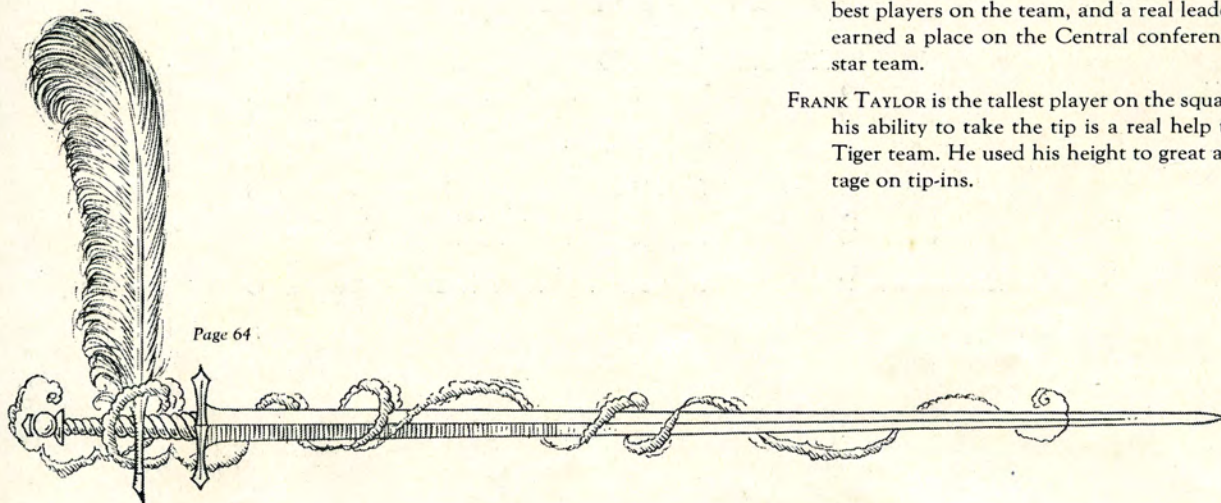 best players on the team, and a real lead
earned a place on the Central conferen
star team.
FRANK TAYLOR is the tallest player on the squa
his ability to take the tip is a real help
Tiger team. He used his height to great a
tage on tip-ins.
Page 64